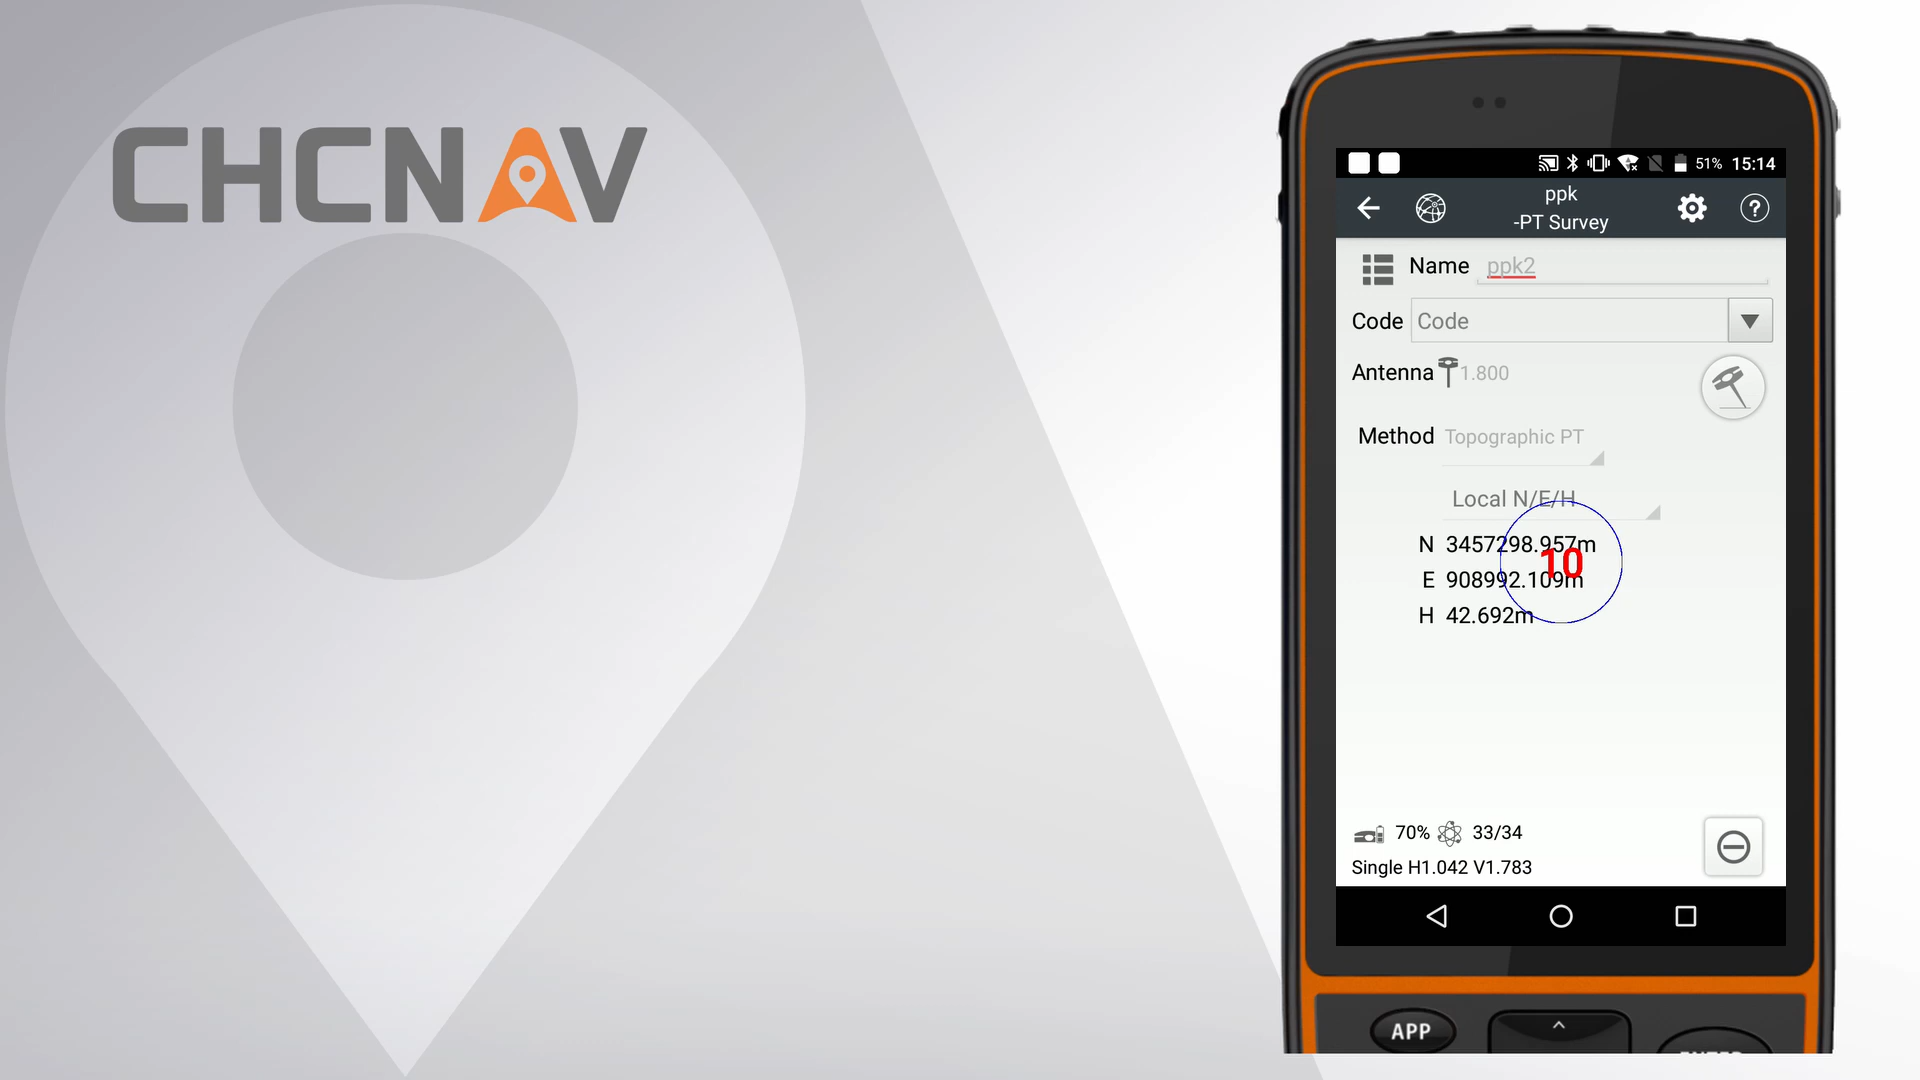 CHCNAV
51% 15:14
ppk
-PT Survey
Name ppk2
Code Code
Antenna 1.800
Method Topographic PT
Local N/E/H
N 3457298.957m
10
E 908992.109m
H 42.692m
70% 33/34
Single H1.042 V1.783
APP